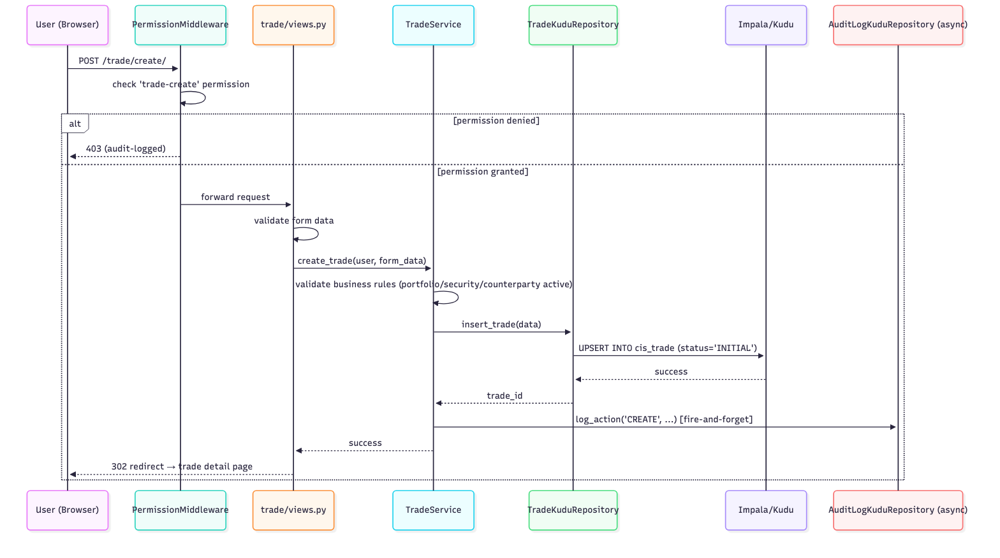 User (Browser)
PermissionMiddleware
trade/views.py
TradeService
TradeKuduRepository
Impala/Kudu
AuditLogKuduRepository (async)
POST /trade/create/
check 'trade-create' permission
alt
[permission denied]
403 (audit-logged)
[permission granted]
forward request
validate form data
create_trade(user, form_data)
validate business rules (portfolio/security/counterparty active)
insert_trade(data)
UPSERT INTO cis_trade (status='INITIAL')
success
trade_id
log_action('CREATE', ...) [fire-and-forget]
success
302 redirect → trade detail page
User (Browser)
PermissionMiddleware
trade/views.py
TradeService
TradeKuduRepository
Impala/Kudu
AuditLogKuduRepository (async)